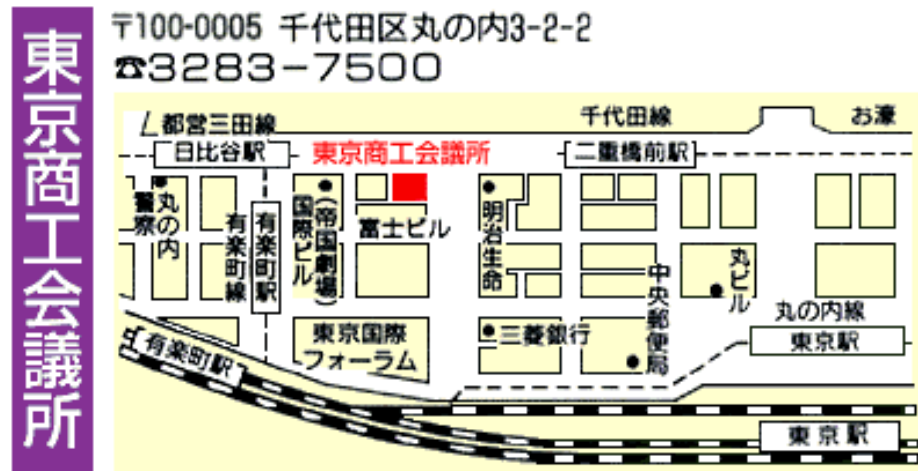 東京商工会議所
〒100-0005 千代田区丸の内3-2-2
☎3283-7500
都営三田線
千代田線
お濠
日比谷駅
東京商工会議所
二重橋前駅
丸の内
警察
有楽町線
有楽町駅
国際ビル
(帝国劇場)
富士ビル
明治生命
中央郵便局
丸ビル
丸の内線
東京駅
東京国際
フォーラム
三菱銀行
有楽町駅
東京駅